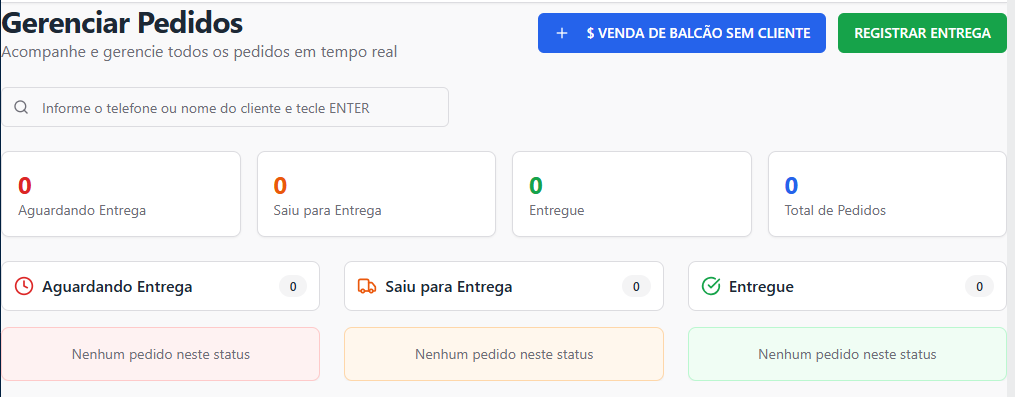 Gerenciar Pedidos
Acompanhe e gerencie todos os pedidos em tempo real
+ $ VENDA DE BALCÃO SEM CLIENTE
REGISTRAR ENTREGA
Informe o telefone ou nome do cliente e tecle ENTER
0
Aguardando Entrega
0
Saiu para Entrega
0
Entregue
0
Total de Pedidos
Aguardando Entrega 0
Saiu para Entrega 0
Entregue 0
Nenhum pedido neste status
Nenhum pedido neste status
Nenhum pedido neste status